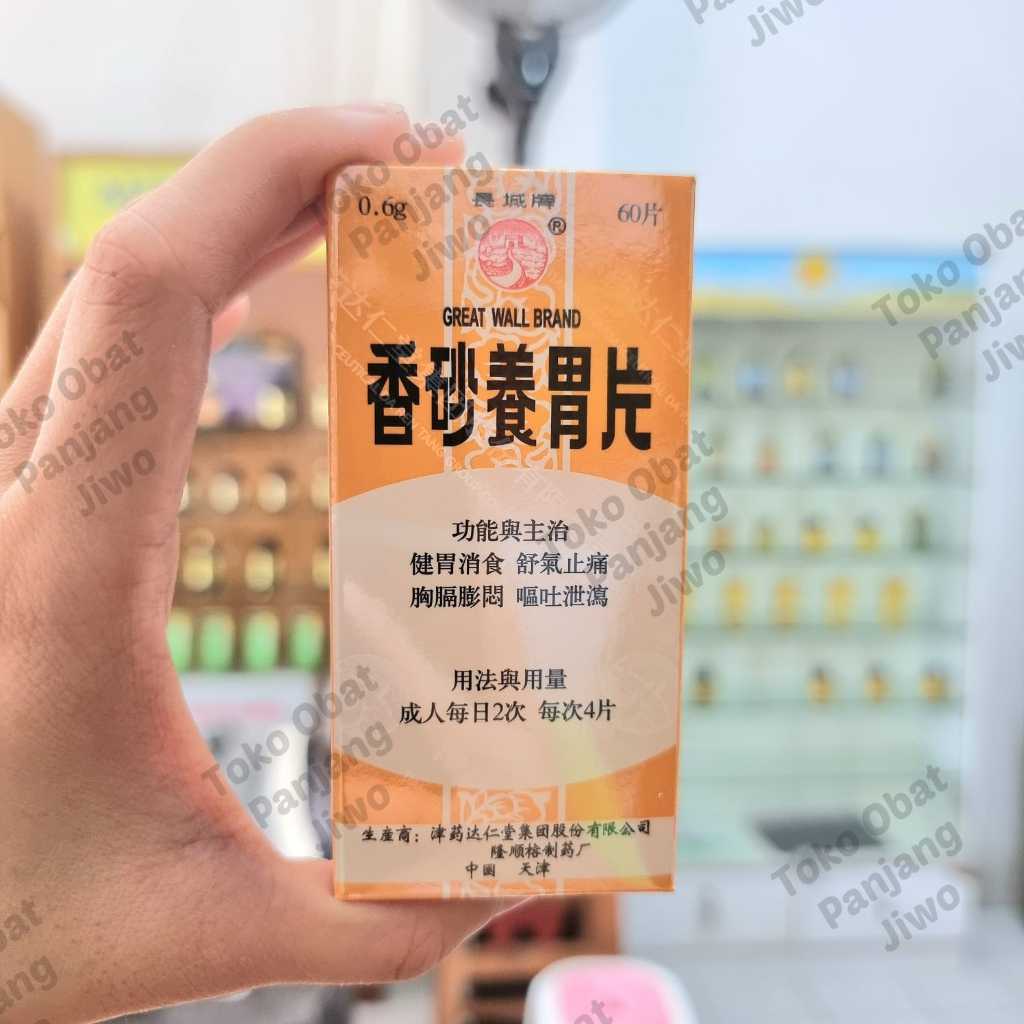 0.6g
長城牌
60片
®
GREAT WALL BRAND
香砂養胃片
功能與主治
健胃消食 舒氣止痛
胸膈膨悶 嘔吐泄瀉
用法與用量
成人每日2次 每次4片
生産商：津药达仁堂集团股份有限公司
隆顺榕制药厂
中国 天津
Toko Obat
Panjang
Jiwo